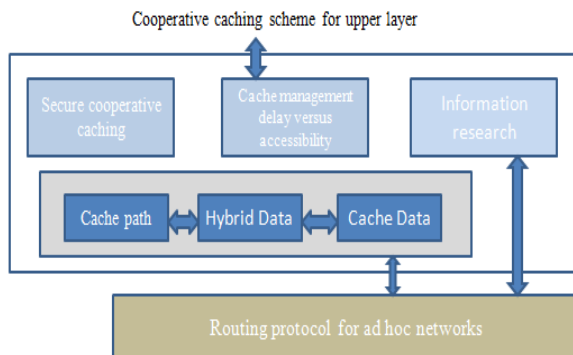 Cooperative caching scheme for upper layer
Secure cooperative
caching
Cache management
delay versus
accessibility
Information
research
Cache path
Hybrid Data
Cache Data
Routing protocol for ad hoc networks